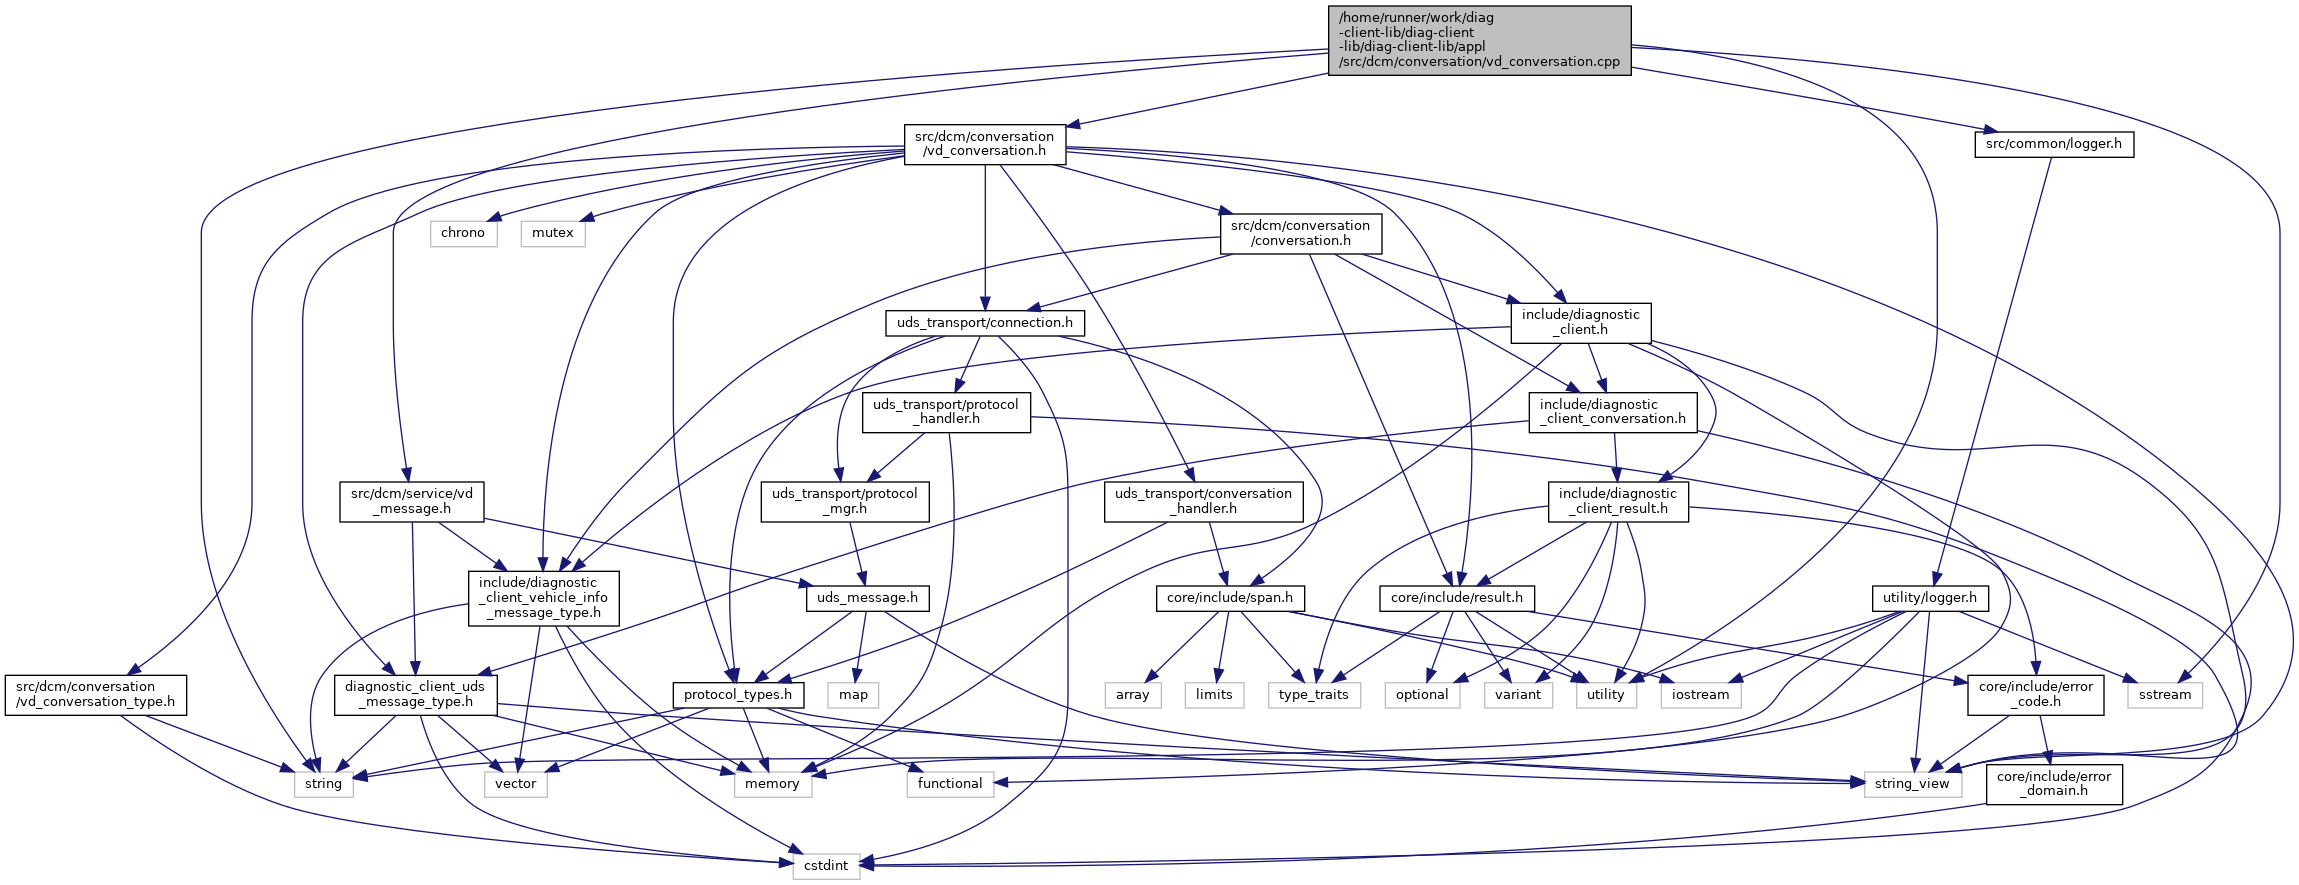 /home/runner/work/diag
-client-lib/diag-client
-lib/diag-client-lib/appl
/src/dcm/conversation/vd_conversation.cpp
src/dcm/conversation
/vd_conversation.h
src/common/logger.h
chrono
mutex
src/dcm/conversation
/conversation.h
uds_transport/connection.h
include/diagnostic
_client.h
uds_transport/protocol
_handler.h
include/diagnostic
_client_conversation.h
src/dcm/service/vd
_message.h
uds_transport/protocol
_mgr.h
uds_transport/conversation
_handler.h
include/diagnostic
_client_result.h
include/diagnostic
_client_vehicle_info
_message_type.h
uds_message.h
core/include/span.h
core/include/result.h
utility/logger.h
src/dcm/conversation
/vd_conversation_type.h
diagnostic_client_uds
_message_type.h
protocol_types.h
map
array
limits
type_traits
optional
variant
utility
iostream
core/include/error
_code.h
sstream
string
vector
memory
functional
string_view
core/include/error
_domain.h
cstdint